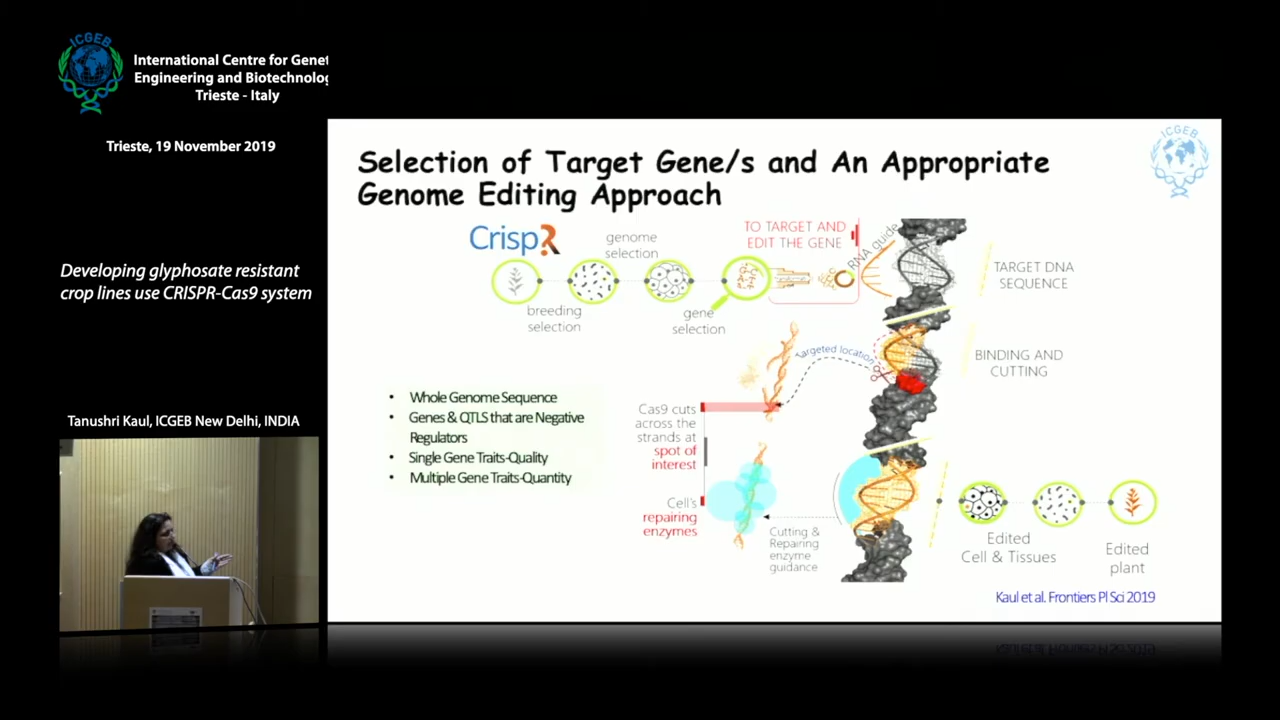 ICGEB
International Centre for Genet
Engineering and Biotechnolog
Trieste - Italy
Trieste, 19 November 2019
Developing glyphosate resistant
crop lines use CRISPR-Cas9 system
Tanushri Kaul, ICGEB New Delhi, INDIA
ICGEB
Selection of Target Gene/s and An Appropriate
Genome Editing Approach
CrispR
genome
selection
breeding
selection
gene
selection
TO TARGET AND
EDIT THE GENE
RNA guide
TARGET DNA
SEQUENCE
Targeted location
BINDING AND
CUTTING
• Whole Genome Sequence
• Genes & QTLS that are Negative
Regulators
• Single Gene Traits-Quality
• Multiple Gene Traits-Quantity
Cas9 cuts
across the
strands at
spot of
interest
Cell's
repairing
enzymes
Cutting &
Repairing
enzyme
guidance
Edited
Cell & Tissues
Edited
plant
Kaul et al. Frontiers Pl Sci 2019